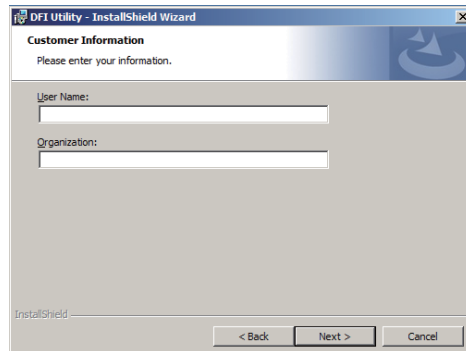 DFI Utility - InstallShield Wizard
Customer Information
Please enter your information.
User Name:
Organization:
InstallShield
< Back Next > Cancel